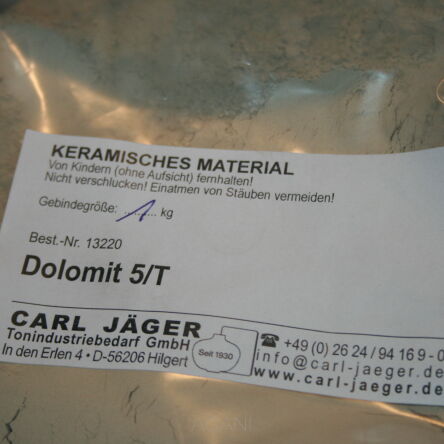 KERAMISCHES MATERIAL
Von Kindern (ohne Aufsicht) fernhalten!
Nicht verschlucken! Einatmen von Stäuben vermeiden!
Gebindegröße: ...1... kg
Best.-Nr. 13220
Dolomit 5/T
CARL JÄGER
Tonindustriebedarf GmbH
In den Erlen 4 • D-56206 Hilgert
Seit 1930
☎ +49 (0) 26 24 / 94 16 9 - 0
info@carl-jaeger.de
www.carl-jaeger.de